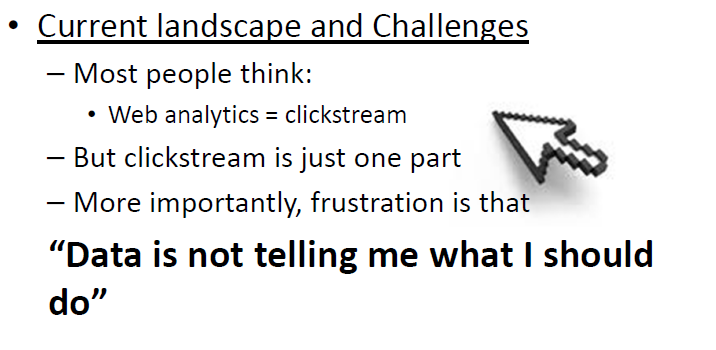 • Current landscape and Challenges
– Most people think:
• Web analytics = clickstream
– But clickstream is just one part
– More importantly, frustration is that
“Data is not telling me what I should
do”